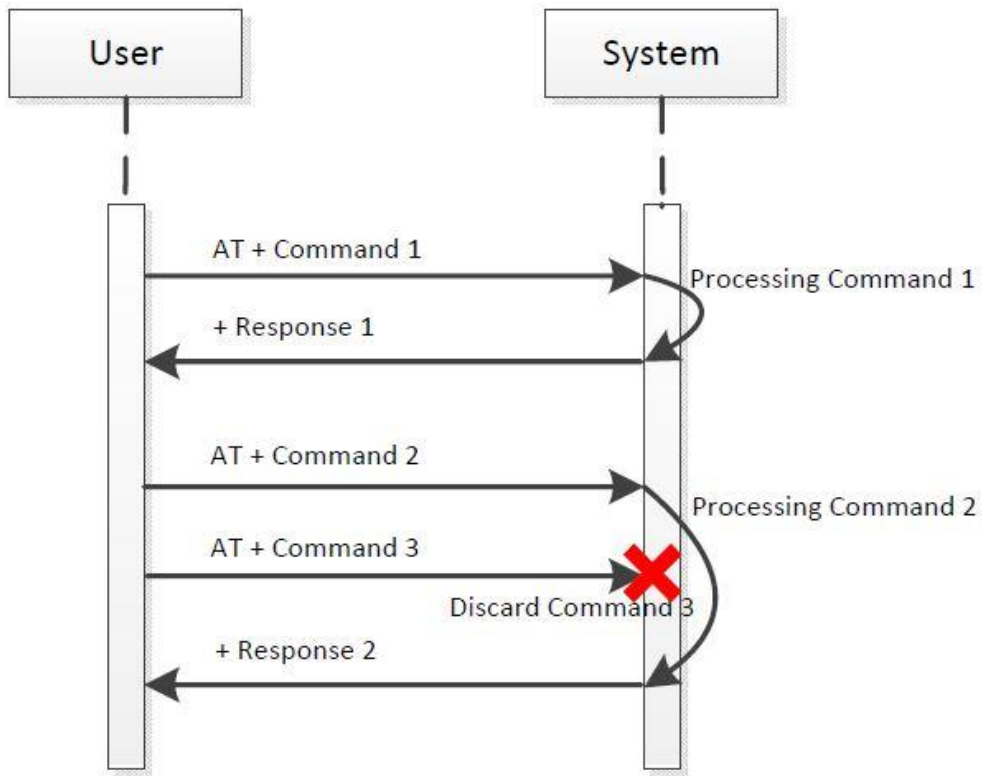 User
System
AT + Command 1
Processing Command 1
+ Response 1
AT + Command 2
Processing Command 2
AT + Command 3
Discard Command 3
+ Response 2